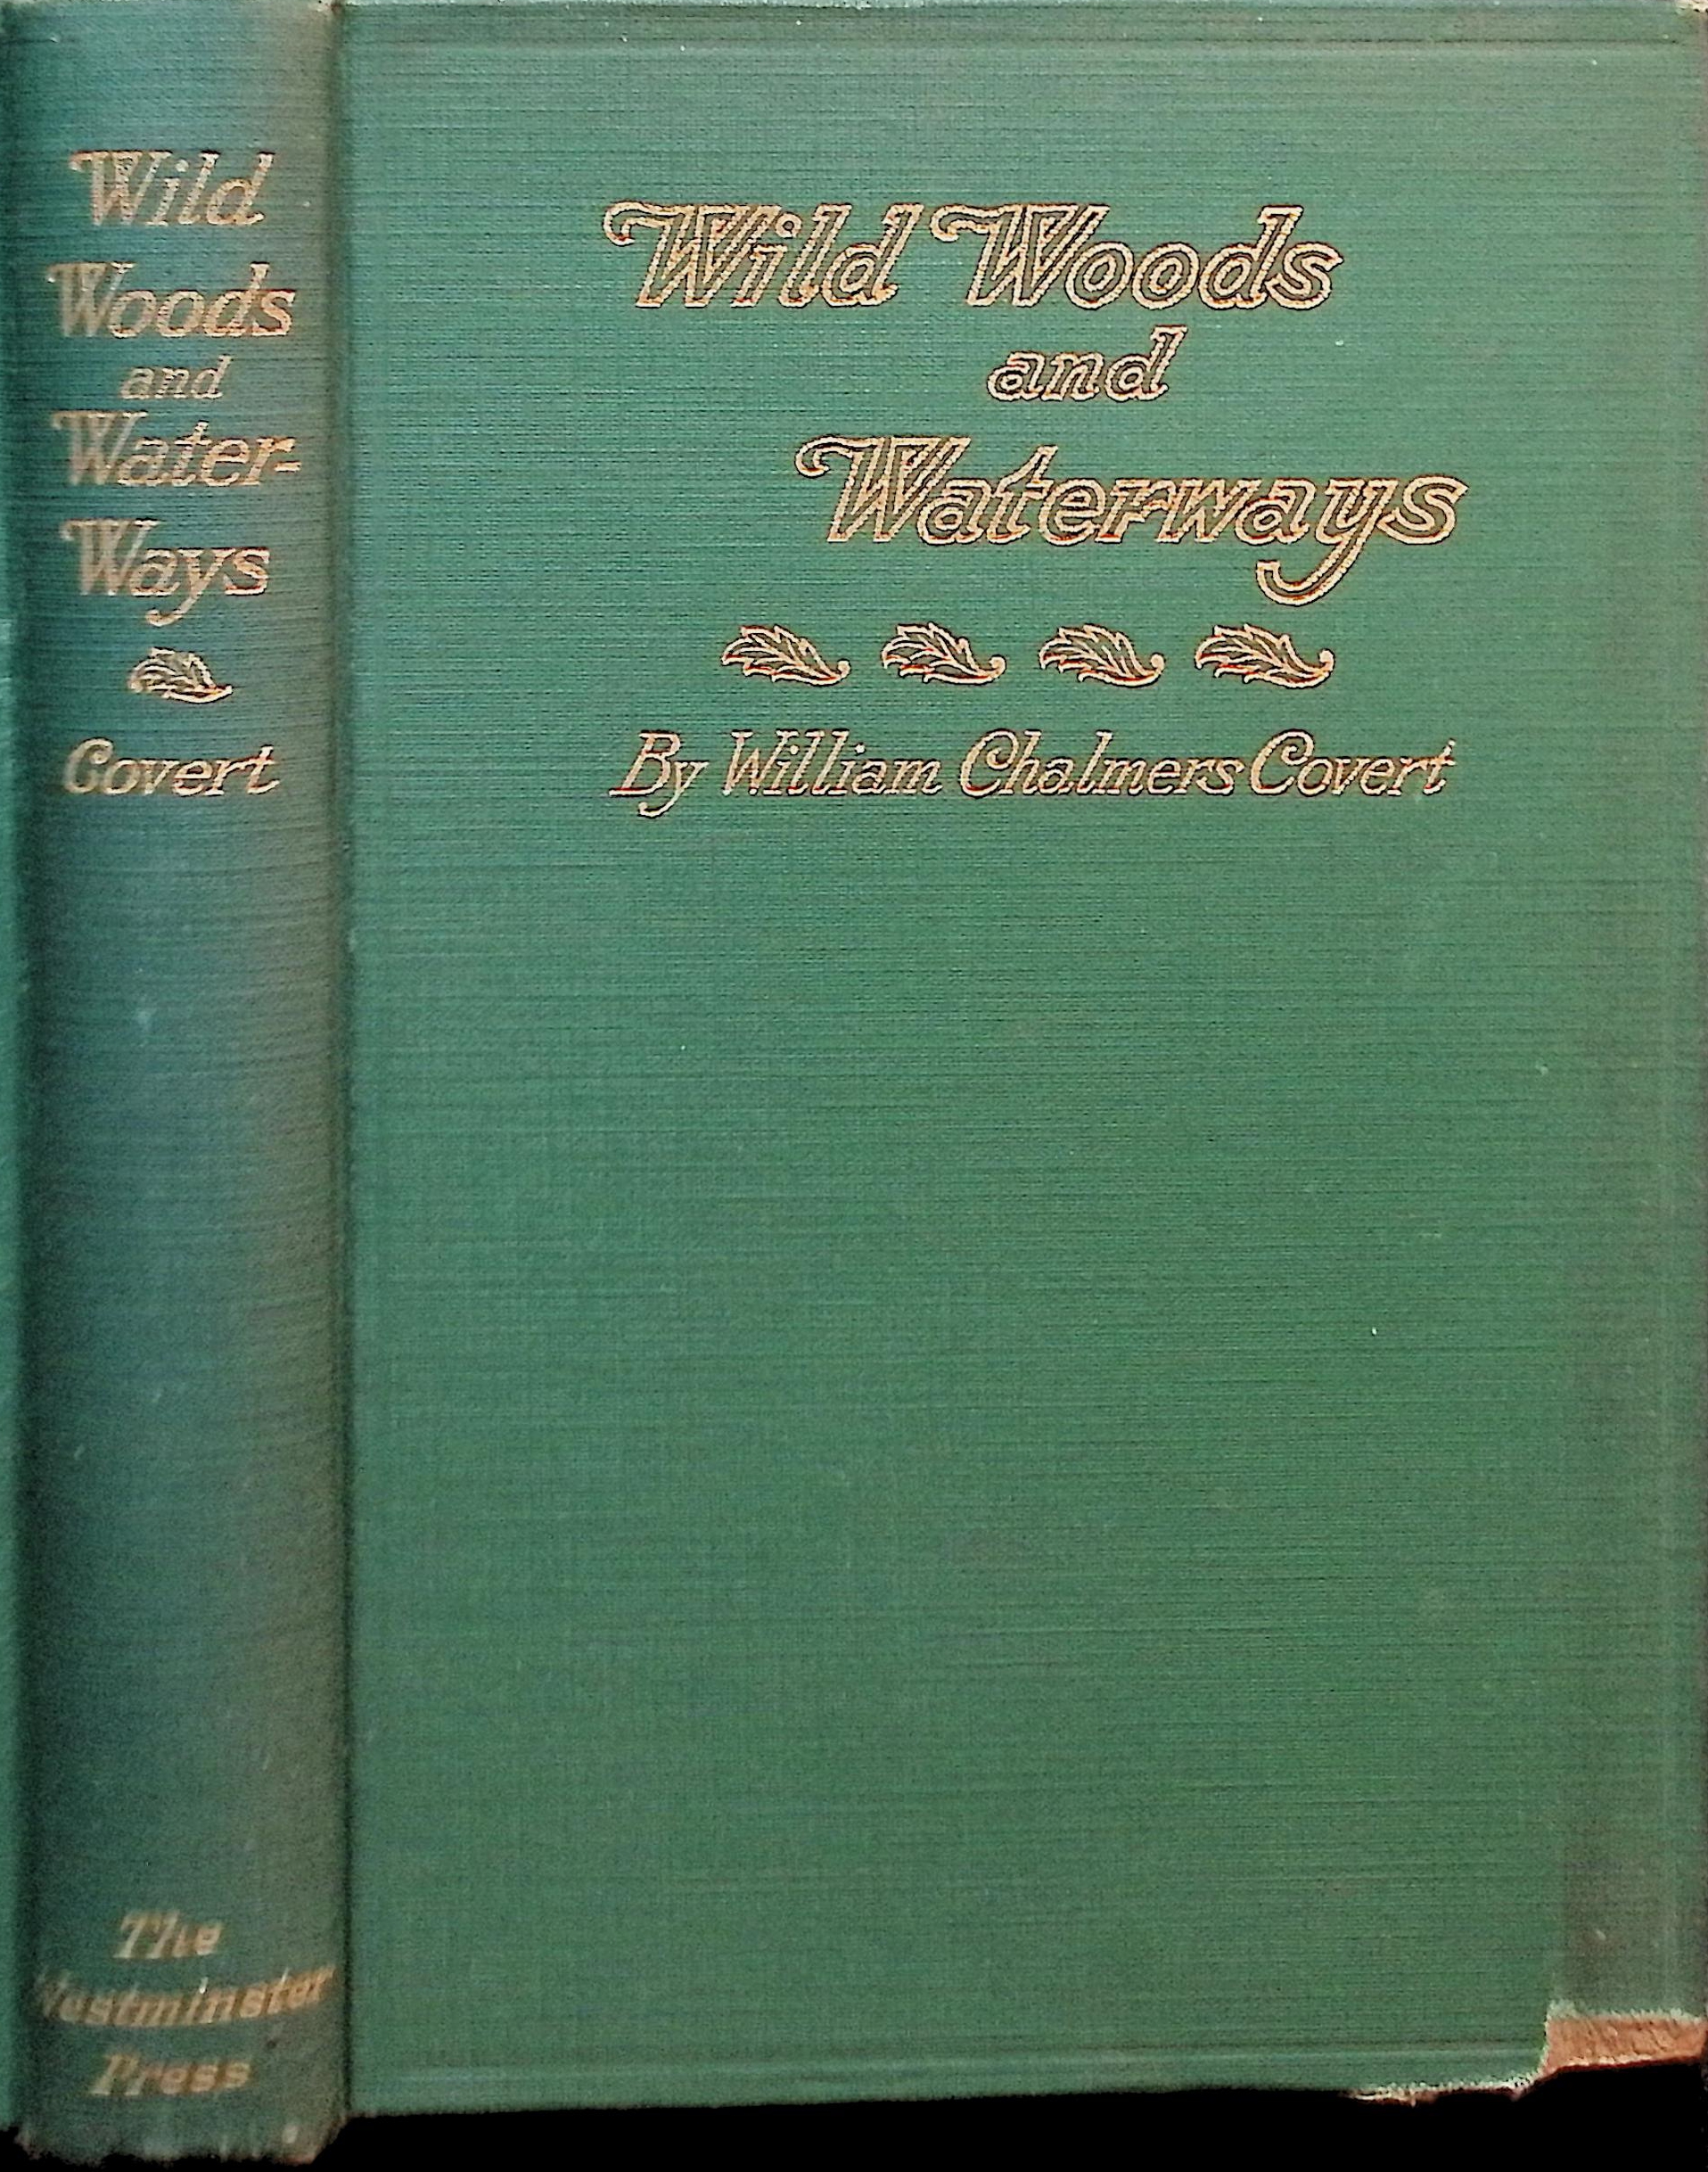 Wild
Woods
and
Water-
Ways
Covert
The
Westminster
Press
Wild Woods
and
Waterways
By William Chalmers Covert